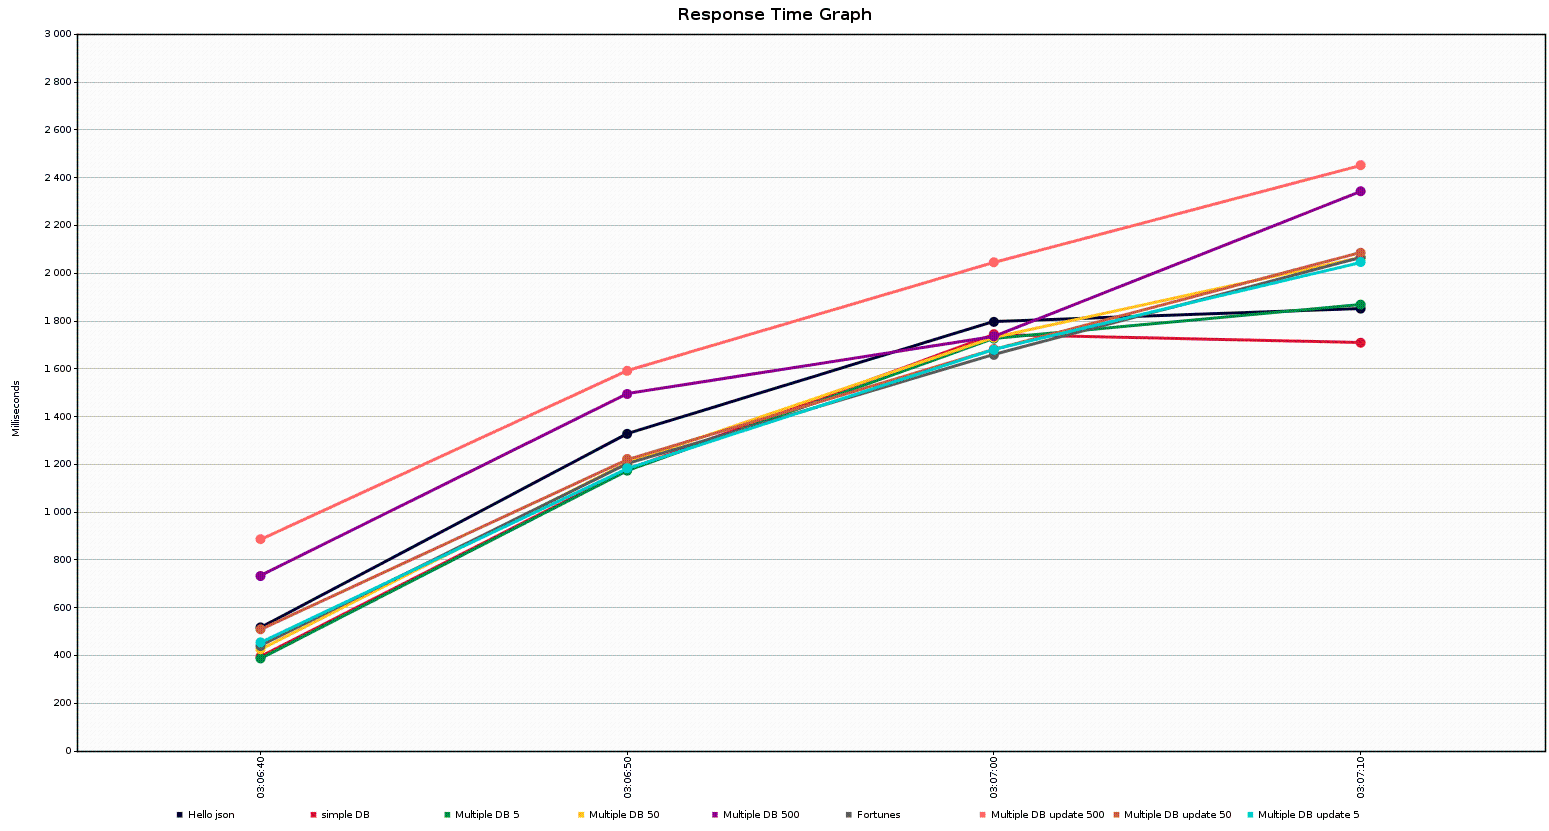 Response Time Graph
3 000
2 800
2 600
2 400
2 200
2 000
1 800
1 600
1 400
1 200
1 000
800
600
400
200
0
Milliseconds
03:06:40
03:06:50
03:07:00
03:07:10
Hello json
simple DB
Multiple DB 5
Multiple DB 50
Multiple DB 500
Fortunes
Multiple DB update 500
Multiple DB update 50
Multiple DB update 5